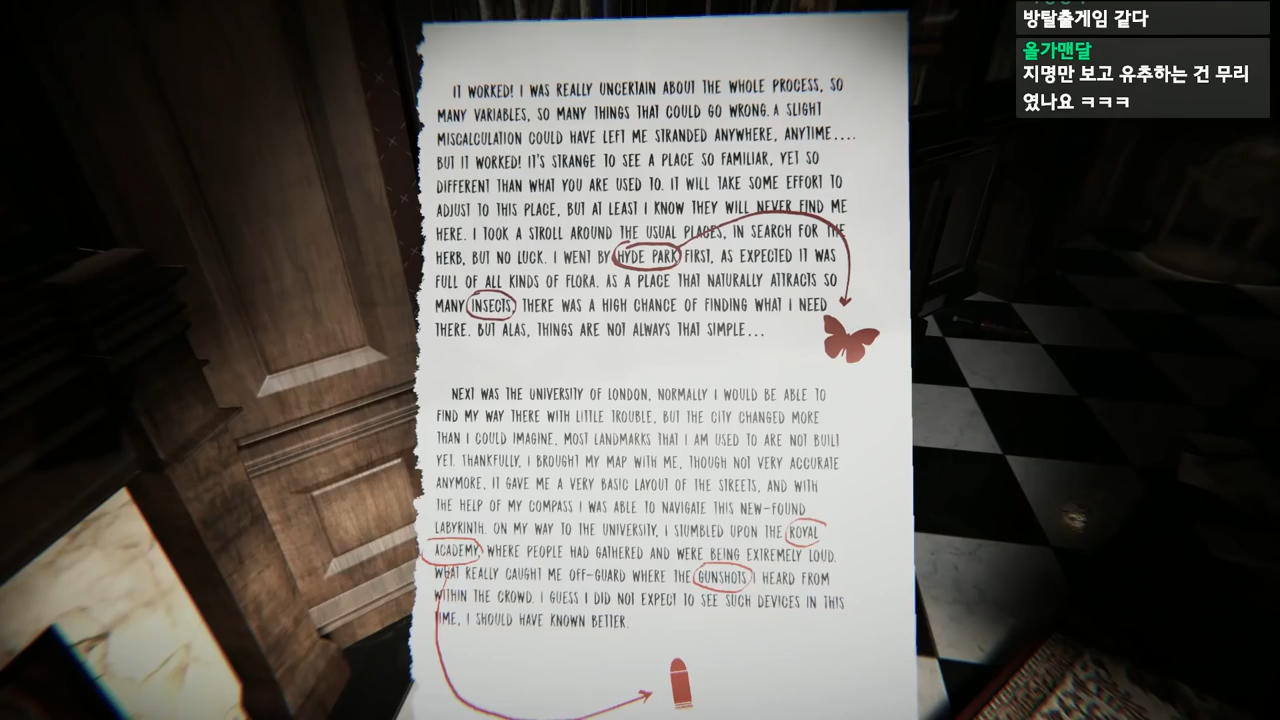 방탈출게임 같다
올가맨달
지명만 보고 유추하는 건 무리
였나요 ㅋㅋㅋ
IT WORKED! I WAS REALLY UNCERTAIN ABOUT THE WHOLE PROCESS, SO
MANY VARIABLES, SO MANY THINGS THAT COULD GO WRONG. A SLIGHT
MISCALCULATION COULD HAVE LEFT ME STRANDED ANYWHERE, ANYTIME....
BUT IT WORKED! IT'S STRANGE TO SEE A PLACE SO FAMILIAR, YET SO
DIFFERENT THAN WHAT YOU ARE USED TO. IT WILL TAKE SOME EFFORT TO
ADJUST TO THIS PLACE, BUT AT LEAST I KNOW THEY WILL NEVER FIND ME
HERE. I TOOK A STROLL AROUND THE USUAL PLACES, IN SEARCH FOR THE
HERB, BUT NO LUCK. I WENT BY HYDE PARK FIRST, AS EXPECTED IT WAS
FULL OF ALL KINDS OF FLORA. AS A PLACE THAT NATURALLY ATTRACTS SO
MANY INSECTS, THERE WAS A HIGH CHANCE OF FINDING WHAT I NEED
THERE. BUT ALAS, THINGS ARE NOT ALWAYS THAT SIMPLE...
NEXT WAS THE UNIVERSITY OF LONDON, NORMALLY I WOULD BE ABLE TO
FIND MY WAY THERE WITH LITTLE TROUBLE, BUT THE CITY CHANGED MORE
THAN I COULD IMAGINE, MOST LANDMARKS THAT I AM USED TO ARE NOT BUILT
YET. THANKFULLY, I BROUGHT MY MAP WITH ME, THOUGH NOT VERY ACCURATE
ANYMORE, IT GAVE ME A VERY BASIC LAYOUT OF THE STREETS, AND WITH
THE HELP OF MY COMPASS I WAS ABLE TO NAVIGATE THIS NEW-FOUND
LABYRINTH. ON MY WAY TO THE UNIVERSITY, I STUMBLED UPON THE ROYAL
ACADEMY, WHERE PEOPLE HAD GATHERED AND WERE BEING EXTREMELY LOUD.
WHAT REALLY CAUGHT ME OFF-GUARD WHERE THE GUNSHOTS I HEARD FROM
WITHIN THE CROWD. I GUESS I DID NOT EXPECT TO SEE SUCH DEVICES IN THIS
TIME, I SHOULD HAVE KNOWN BETTER.